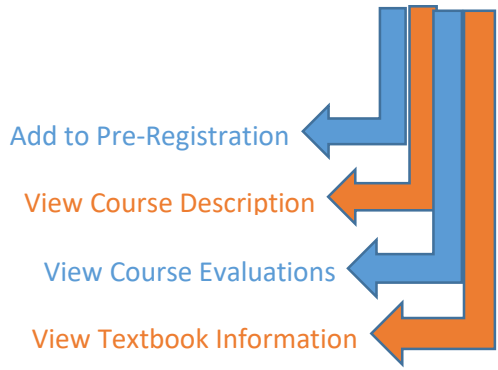 Add to Pre-Registration
View Course Description
View Course Evaluations
View Textbook Information